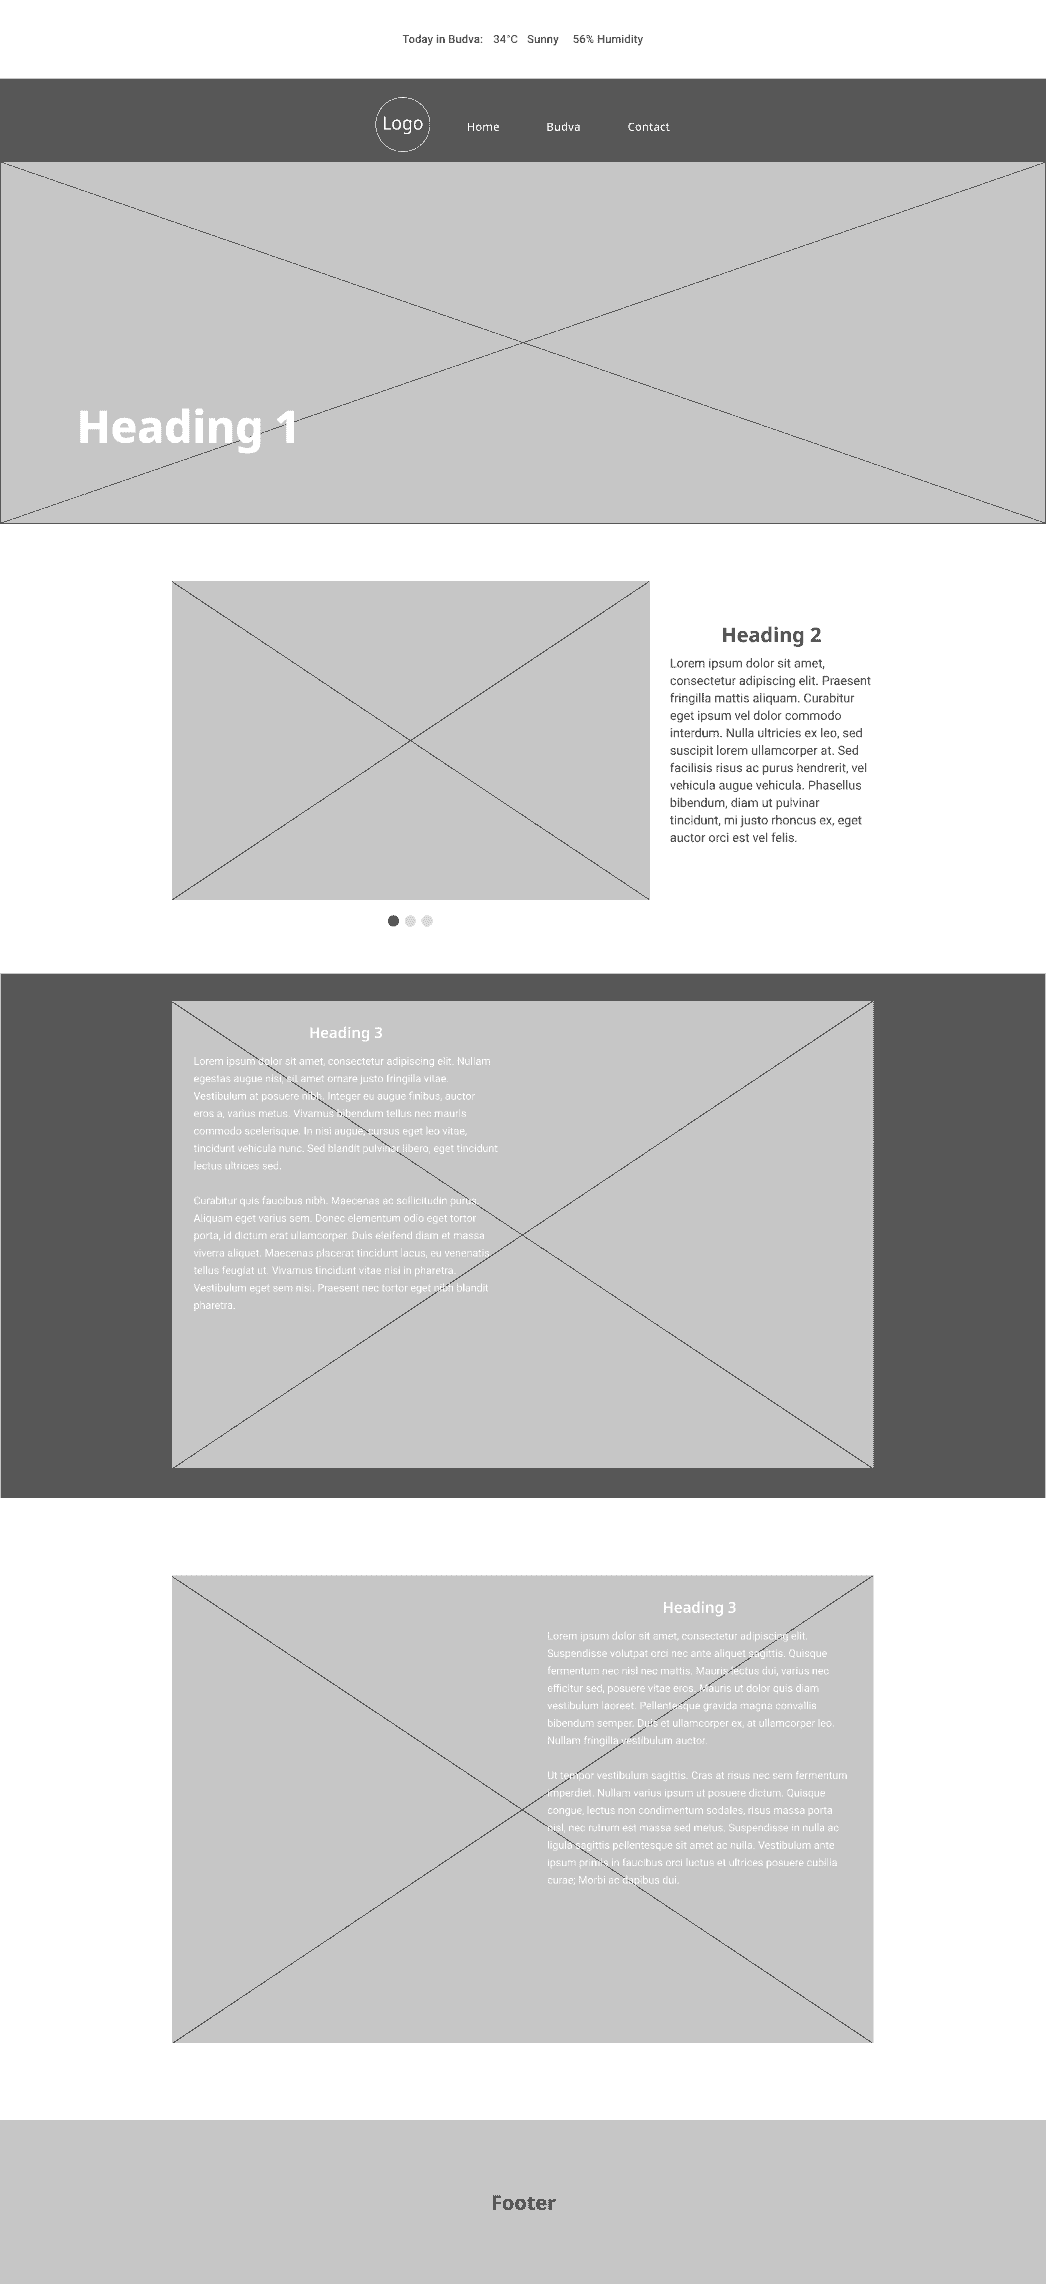 Today in Budva: 34°C Sunny 56% Humidity
Logo Home Budva Contact
Heading 1
Heading 2
Lorem ipsum dolor sit amet,
consectetur adipiscing elit. Praesent
fringilla mattis aliquam. Curabitur
eget ipsum vel dolor commodo
interdum. Nulla ultricies ex leo, sed
suscipit lorem ullamcorper at. Sed
facilisis risus ac purus hendrerit, vel
vehicula augue vehicula. Phasellus
bibendum, diam ut pulvinar
tincidunt, mi justo rhoncus ex, eget
auctor orci est vel felis.
Heading 3
Lorem ipsum dolor sit amet, consectetur adipiscing elit. Nullam
egestas augue nisi, sit amet ornare justo fringilla vitae.
Vestibulum at posuere nibh. Integer eu augue finibus, auctor
eros a, varius metus. Vivamus bibendum tellus nec mauris
commodo scelerisque. In nisi augue, cursus eget leo vitae,
tincidunt vehicula nunc. Sed blandit pulvinar libero, eget tincidunt
lectus ultrices sed.
Curabitur quis faucibus nibh. Maecenas ac sollicitudin purus.
Aliquam eget varius sem. Donec elementum odio eget tortor
porta, id dictum erat ullamcorper. Duis eleifend diam et massa
viverra aliquet. Maecenas placerat tincidunt lacus, eu venenatis
tellus feugiat ut. Vivamus tincidunt vitae nisi in pharetra.
Vestibulum eget sem nisi. Praesent nec tortor eget nibh blandit
pharetra.
Heading 3
Lorem ipsum dolor sit amet, consectetur adipiscing elit.
Suspendisse volutpat orci nec ante aliquet sagittis. Quisque
fermentum nec nisl nec mattis. Mauris lectus dui, varius nec
efficitur sed, posuere vitae eros. Mauris ut dolor quis diam
vestibulum laoreet. Pellentesque gravida magna convallis
bibendum semper. Duis et ullamcorper ex, at ullamcorper leo.
Nullam fringilla vestibulum auctor.
Ut tempor vestibulum sagittis. Cras at risus nec sem fermentum
imperdiet. Nullam varius ipsum ut posuere dictum. Quisque
congue, lectus non condimentum sodales, risus massa porta
nisl, nec rutrum est massa sed metus. Suspendisse in nulla ac
ligula sagittis pellentesque sit amet ac nulla. Vestibulum ante
ipsum primis in faucibus orci luctus et ultrices posuere cubilia
curae; Morbi ac dapibus dui.
Footer